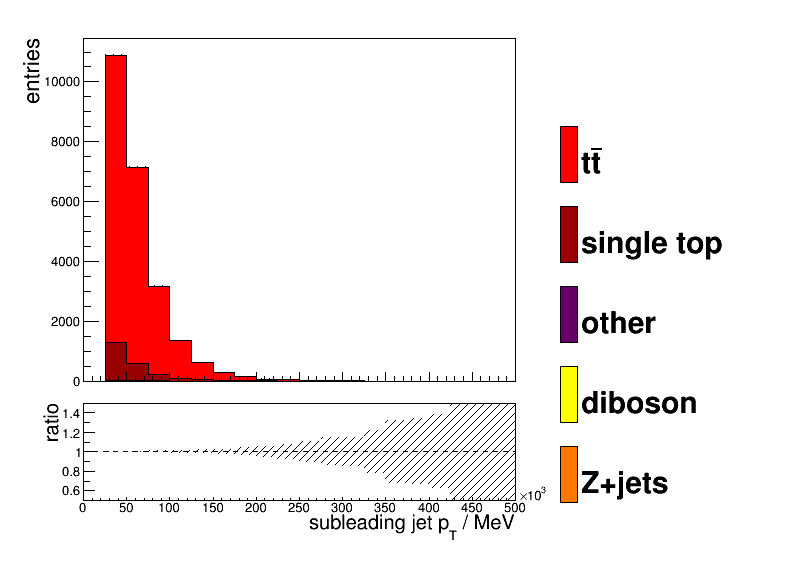 entries
10000
8000
6000
4000
2000
0
tt̄
single top
other
diboson
Z+jets
ratio
1.4
1.2
1
0.8
0.6
0 50 100 150 200 250 300 350 400 450 500
×10³
subleading jet p_T / MeV